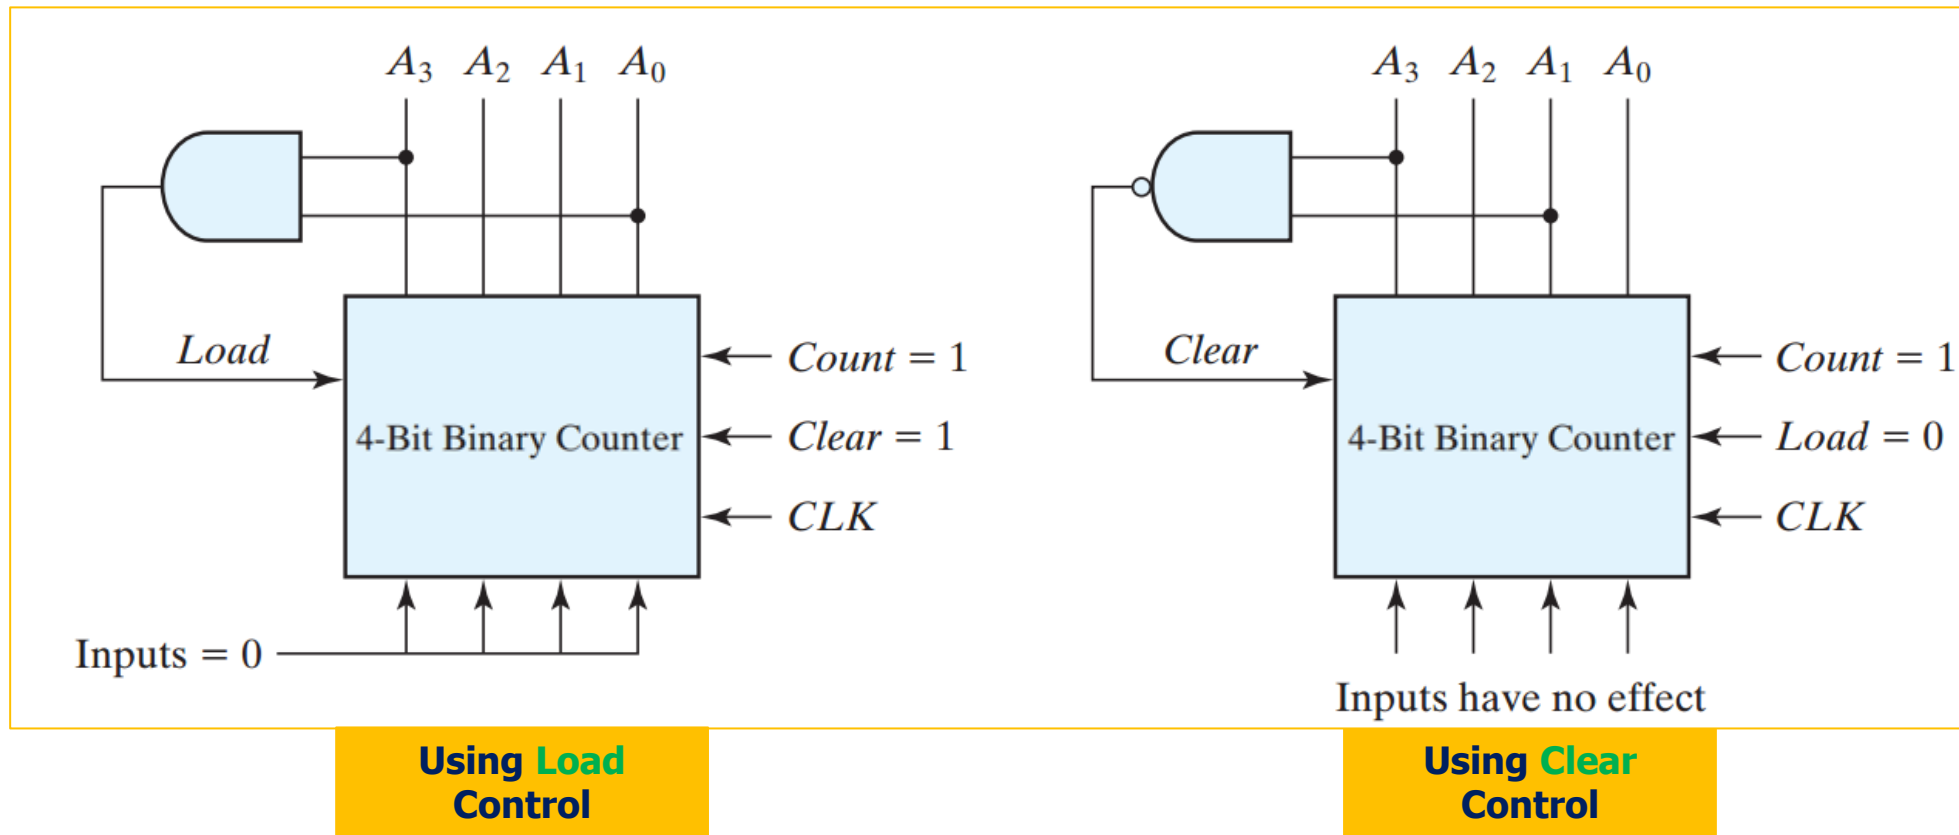 A₃ A₂ A₁ A₀
Load
Count = 1
4-Bit Binary Counter
Clear = 1
CLK
Inputs = 0
Using Load
Control
A₃ A₂ A₁ A₀
Clear
Count = 1
4-Bit Binary Counter
Load = 0
CLK
Inputs have no effect
Using Clear
Control